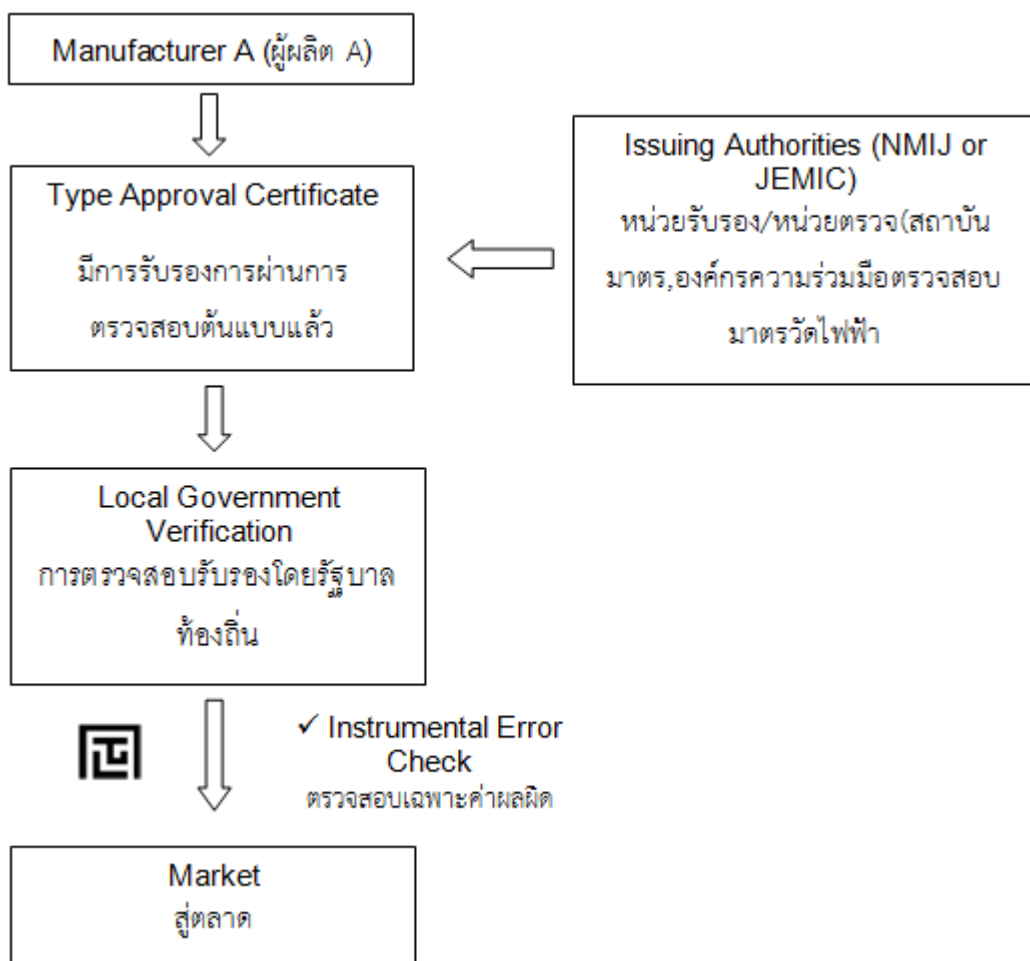 Manufacturer A (ผู้ผลิต A)
Type Approval Certificate
มีการรับรองการผ่านการ
ตรวจสอบต้นแบบแล้ว
Issuing Authorities (NMIJ or
JEMIC)
หน่วยรับรอง/หน่วยตรวจ(สถาบัน
มาตร,องค์กรความร่วมมือตรวจสอบ
มาตรวัดไฟฟ้า
Local Government
Verification
การตรวจสอบรับรองโดยรัฐบาล
ท้องถิ่น
✓ Instrumental Error
Check
ตรวจสอบเฉพาะค่าผลผิด
Market
สู่ตลาด